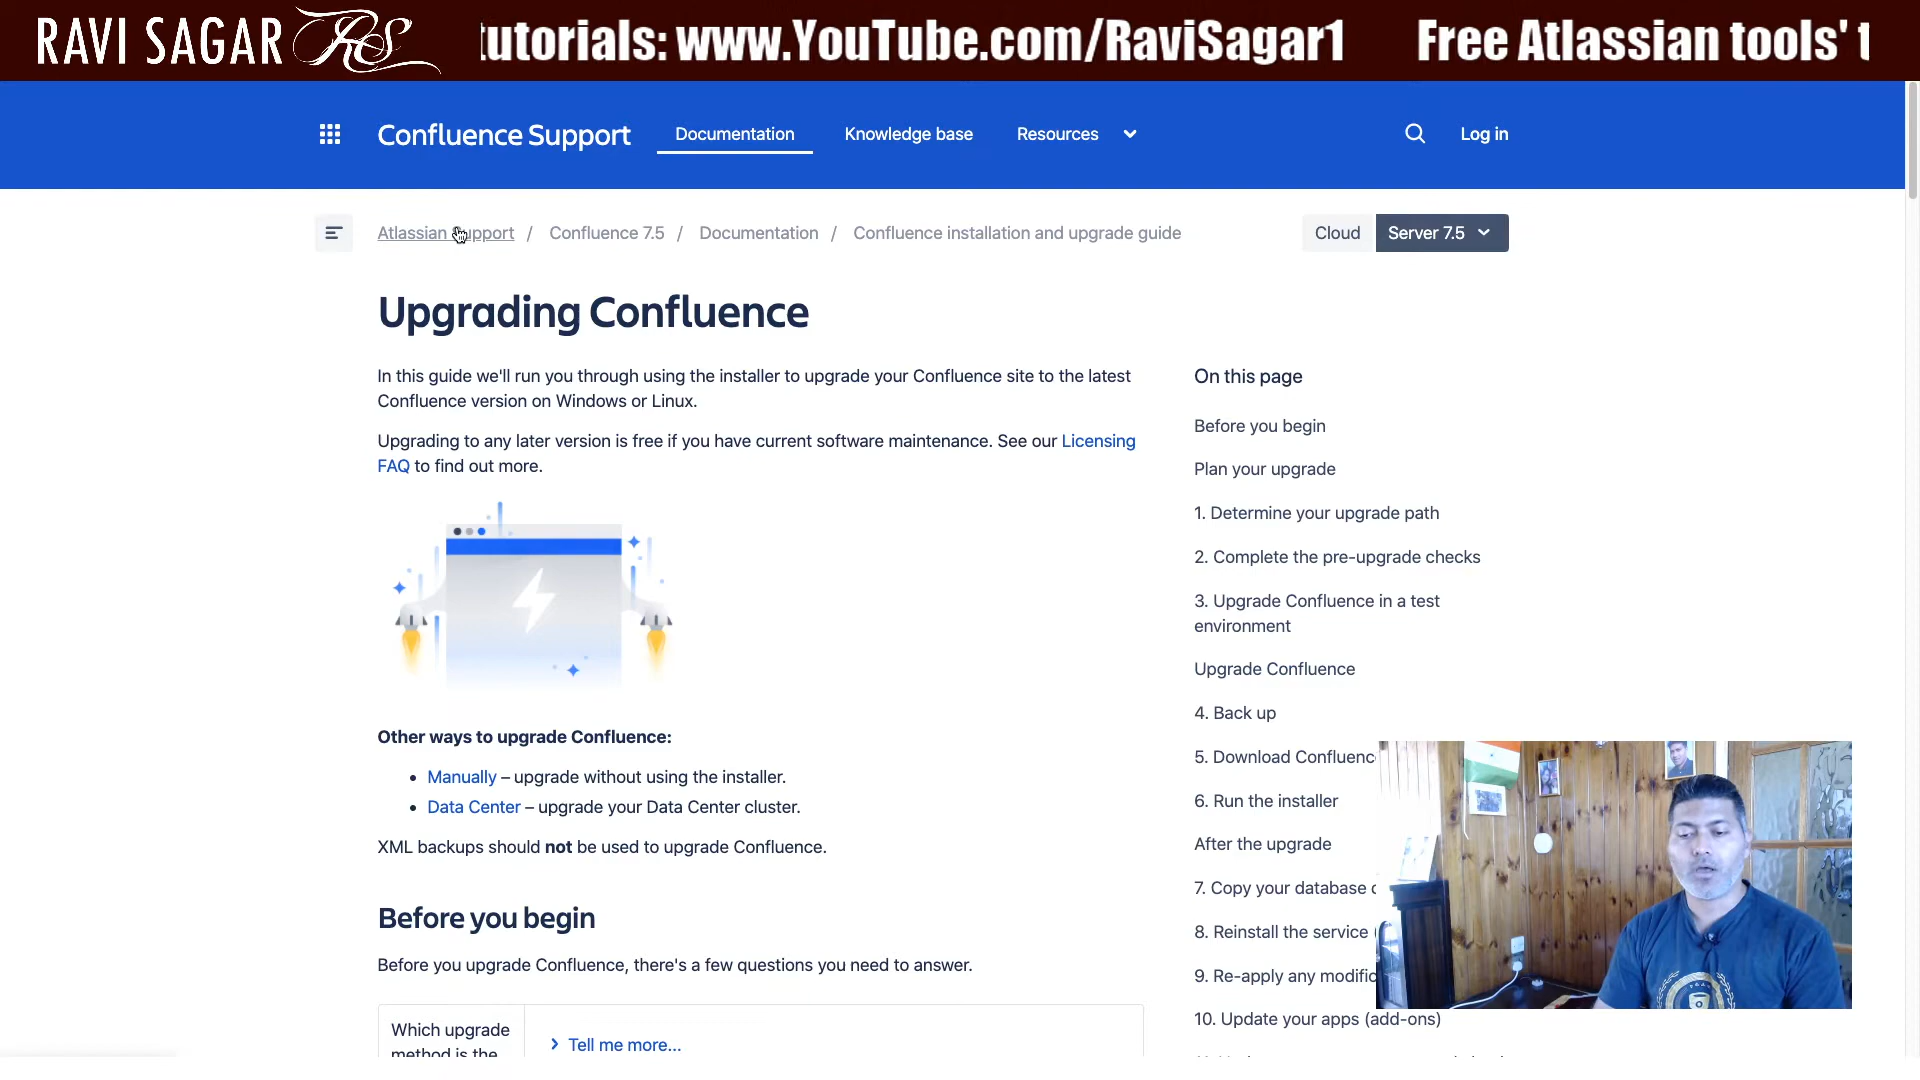 RAVI SAGAR RS
utorials: www.YouTube.com/RaviSagar1 Free Atlassian tools' t
Confluence Support
Documentation
Knowledge base
Resources
Log in
Atlassian Support / Confluence 7.5 / Documentation / Confluence installation and upgrade guide
Cloud
Server 7.5
Upgrading Confluence
In this guide we'll run you through using the installer to upgrade your Confluence site to the latest
Confluence version on Windows or Linux.
Upgrading to any later version is free if you have current software maintenance. See our Licensing
FAQ to find out more.
Other ways to upgrade Confluence:
• Manually – upgrade without using the installer.
• Data Center – upgrade your Data Center cluster.
XML backups should not be used to upgrade Confluence.
Before you begin
Before you upgrade Confluence, there's a few questions you need to answer.
Which upgrade
method is the
Tell me more...
On this page
Before you begin
Plan your upgrade
1. Determine your upgrade path
2. Complete the pre-upgrade checks
3. Upgrade Confluence in a test
environment
Upgrade Confluence
4. Back up
5. Download Confluenc
6. Run the installer
After the upgrade
7. Copy your database
8. Reinstall the service
9. Re-apply any modific
10. Update your apps (add-ons)